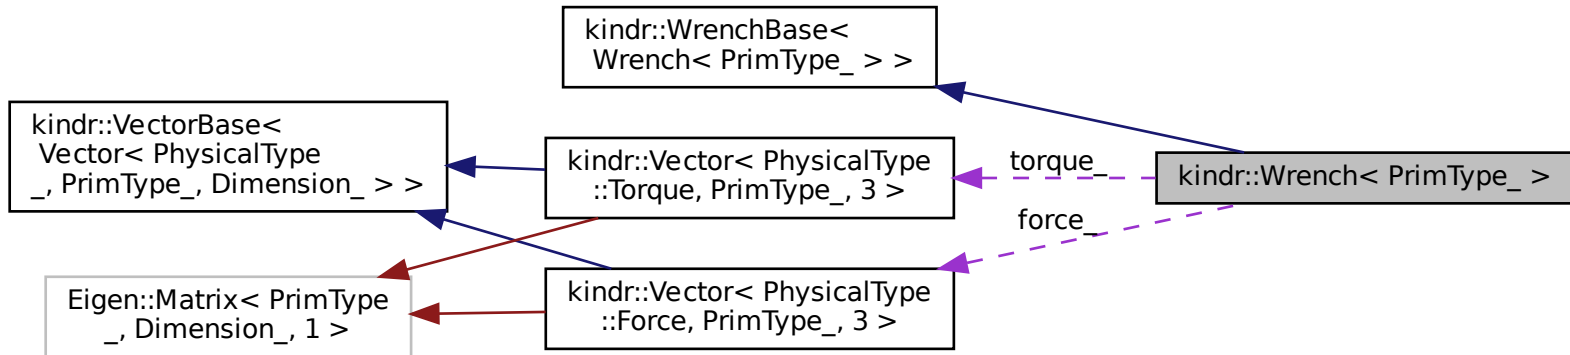 kindr::WrenchBase<
Wrench< PrimType_ > >
kindr::VectorBase<
Vector< PhysicalType
_, PrimType_, Dimension_ > >
kindr::Vector< PhysicalType
::Torque, PrimType_, 3 >
torque_
kindr::Wrench< PrimType_ >
force_
Eigen::Matrix< PrimType
_, Dimension_, 1 >
kindr::Vector< PhysicalType
::Force, PrimType_, 3 >